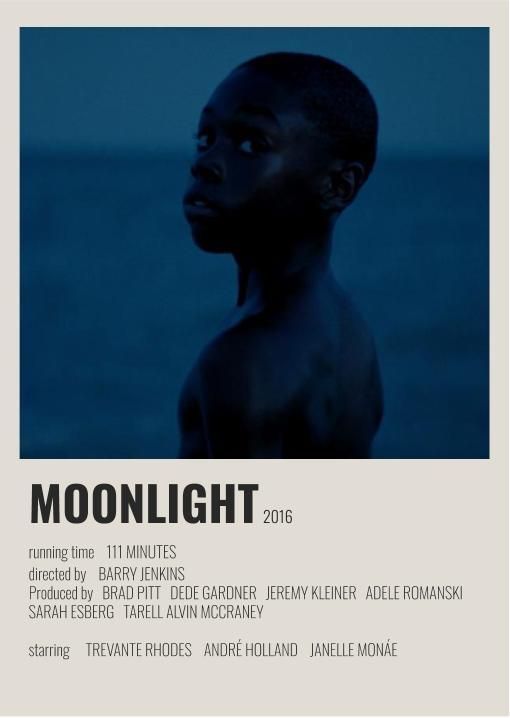 MOONLIGHT 2016
running time 111 MINUTES
directed by BARRY JENKINS
Produced by BRAD PITT DEDE GARDNER JEREMY KLEINER ADELE ROMANSKI
SARAH ESBERG TARELL ALVIN MCCRANEY
starring TREVANTE RHODES ANDRÉ HOLLAND JANELLE MONÁE